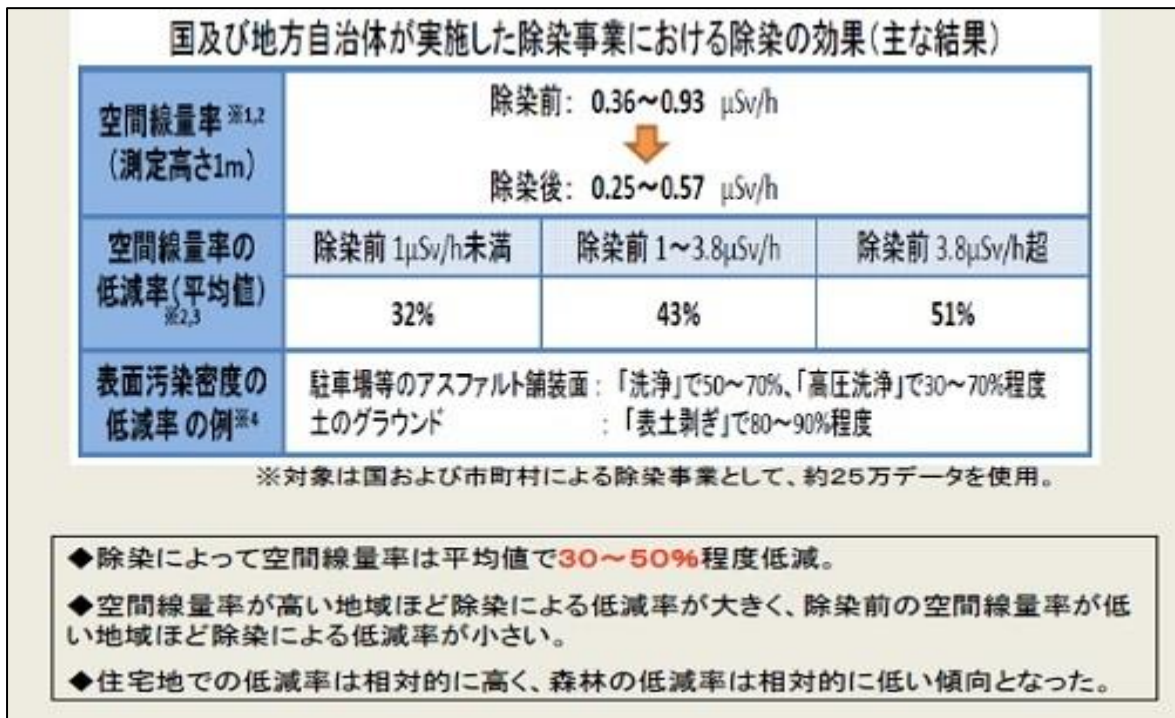 国及び地方自治体が実施した除染事業における除染の効果(主な結果)
空間線量率 ※1,2
(測定高さ1m)
除染前: 0.36～0.93 μSv/h
除染後: 0.25～0.57 μSv/h
空間線量率の
低減率(平均値)
※2,3
除染前 1μSv/h未満
除染前 1～3.8μSv/h
除染前 3.8μSv/h超
32%
43%
51%
表面汚染密度の
低減率 の例※4
駐車場等のアスファルト舗装面：「洗浄」で50～70%、「高圧洗浄」で30～70%程度
土のグラウンド ：「表土剥ぎ」で80～90%程度
※対象は国および市町村による除染事業として、約25万データを使用。
◆除染によって空間線量率は平均値で30～50%程度低減。
◆空間線量率が高い地域ほど除染による低減率が大きく、除染前の空間線量率が低
い地域ほど除染による低減率が小さい。
◆住宅地での低減率は相対的に高く、森林の低減率は相対的に低い傾向となった。